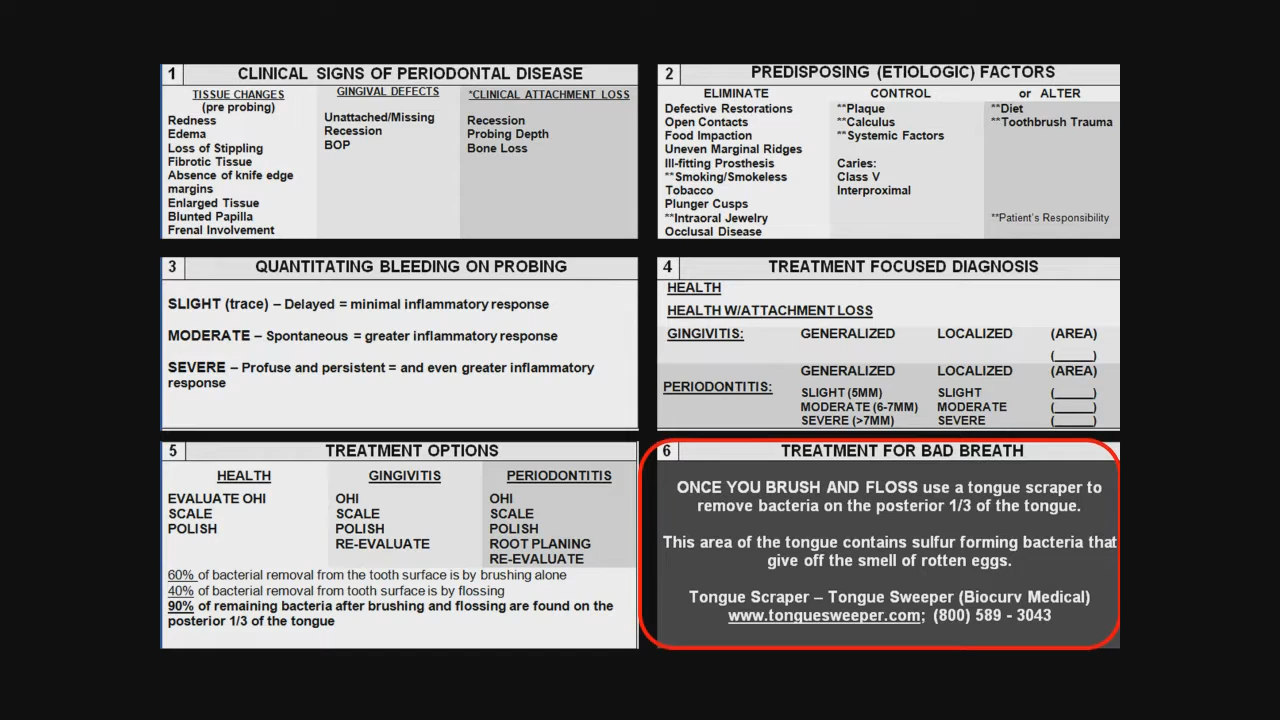 1 CLINICAL SIGNS OF PERIODONTAL DISEASE
TISSUE CHANGES
(pre probing)
Redness
Edema
Loss of Stippling
Fibrotic Tissue
Absence of knife edge
margins
Enlarged Tissue
Blunted Papilla
Frenal Involvement
GINGIVAL DEFECTS
Unattached/Missing
Recession
BOP
*CLINICAL ATTACHMENT LOSS
Recession
Probing Depth
Bone Loss
2 PREDISPOSING (ETIOLOGIC) FACTORS
ELIMINATE
Defective Restorations
Open Contacts
Food Impaction
Uneven Marginal Ridges
Ill-fitting Prosthesis
**Smoking/Smokeless
Tobacco
Plunger Cusps
**Intraoral Jewelry
Occlusal Disease
CONTROL
**Plaque
**Calculus
**Systemic Factors
Caries:
Class V
Interproximal
or ALTER
**Diet
**Toothbrush Trauma
**Patient's Responsibility
3 QUANTITATING BLEEDING ON PROBING
SLIGHT (trace) – Delayed = minimal inflammatory response
MODERATE – Spontaneous = greater inflammatory response
SEVERE – Profuse and persistent = and even greater inflammatory
response
4 TREATMENT FOCUSED DIAGNOSIS
HEALTH
HEALTH W/ATTACHMENT LOSS
GINGIVITIS: GENERALIZED LOCALIZED (AREA)
(_____)
GENERALIZED LOCALIZED (AREA)
PERIODONTITIS:
SLIGHT (5MM) SLIGHT (_____)
MODERATE (6-7MM) MODERATE (_____)
SEVERE (>7MM) SEVERE (_____)
5 TREATMENT OPTIONS
HEALTH
EVALUATE OHI
SCALE
POLISH
GINGIVITIS
OHI
SCALE
POLISH
RE-EVALUATE
PERIODONTITIS
OHI
SCALE
POLISH
ROOT PLANING
RE-EVALUATE
60% of bacterial removal from the tooth surface is by brushing alone
40% of bacterial removal from tooth surface is by flossing
90% of remaining bacteria after brushing and flossing are found on the
posterior 1/3 of the tongue
6 TREATMENT FOR BAD BREATH
ONCE YOU BRUSH AND FLOSS use a tongue scraper to
remove bacteria on the posterior 1/3 of the tongue.
This area of the tongue contains sulfur forming bacteria that
give off the smell of rotten eggs.
Tongue Scraper – Tongue Sweeper (Biocurv Medical)
www.tonguesweeper.com; (800) 589 - 3043